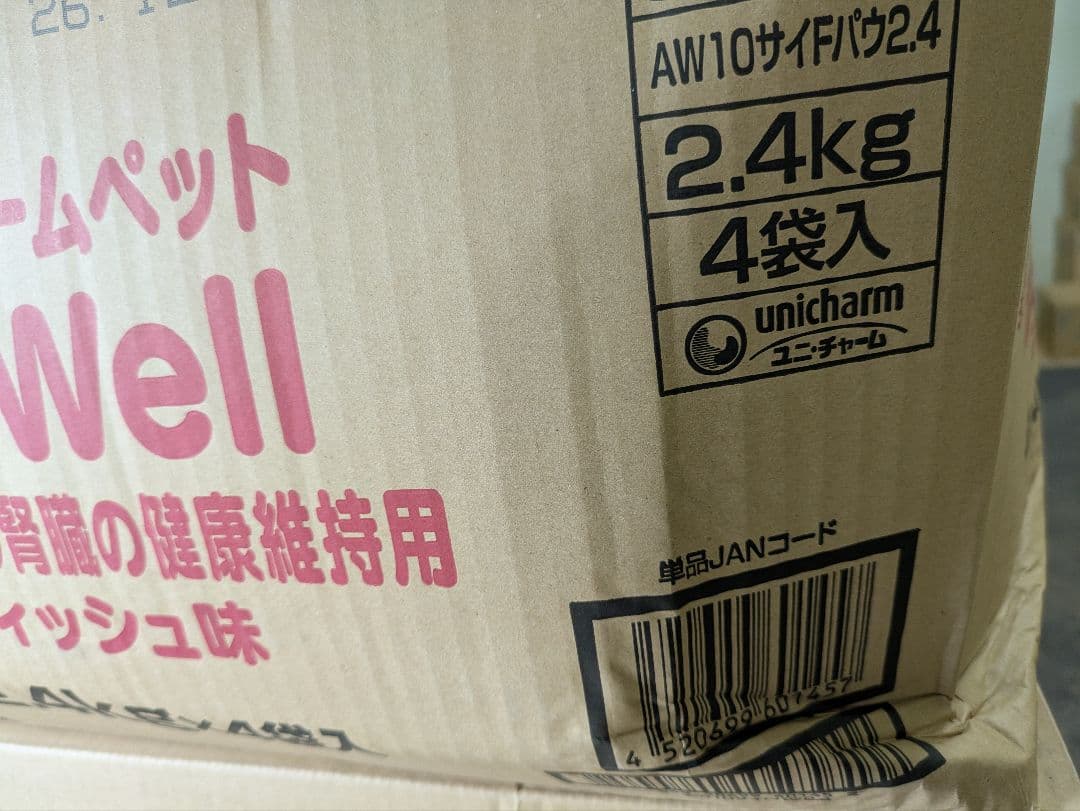 26.
AW10サイFパウ2.4
2.4kg
4袋入
unicharm
ユニ・チャーム
ームペット
Well
腎臓の健康維持用
ィッシュ味
単品JANコード
4 520699 607457